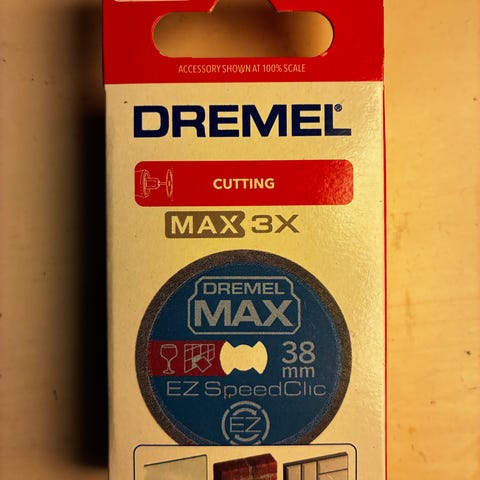 ACCESSORY SHOWN AT 100% SCALE
DREMEL®
CUTTING
MAX 3X
DREMEL
MAX
38
mm
EZ SpeedClic
EZ